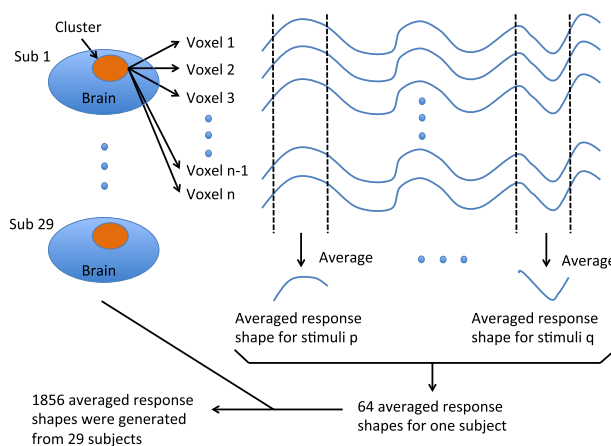 Cluster
Sub 1
Brain
Voxel 1
Voxel 2
Voxel 3
Voxel n-1
Voxel n
Sub 29
Brain
Average
Average
Averaged response
shape for stimuli p
Averaged response
shape for stimuli q
1856 averaged response
shapes were generated
from 29 subjects
64 averaged response
shapes for one subject